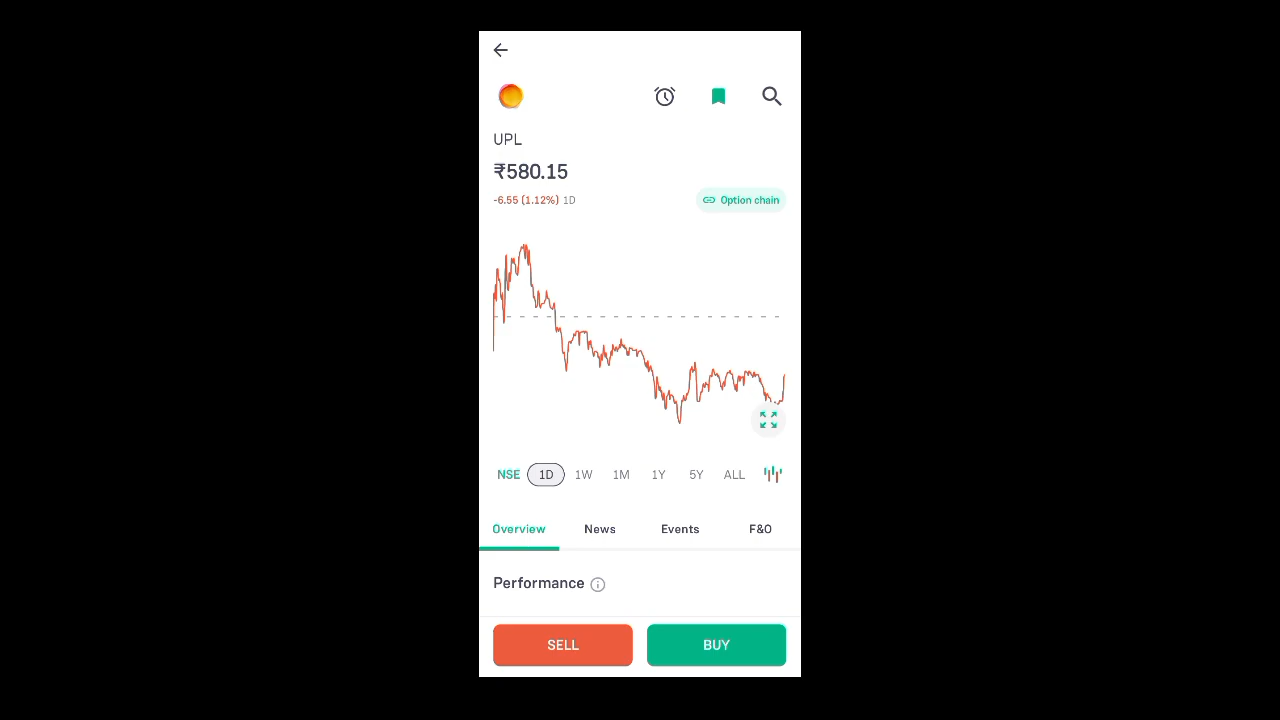 UPL
₹580.15
-6.55 (1.12%) 1D
Option chain
NSE 1D 1W 1M 1Y 5Y ALL
Overview News Events F&O
Performance
SELL BUY